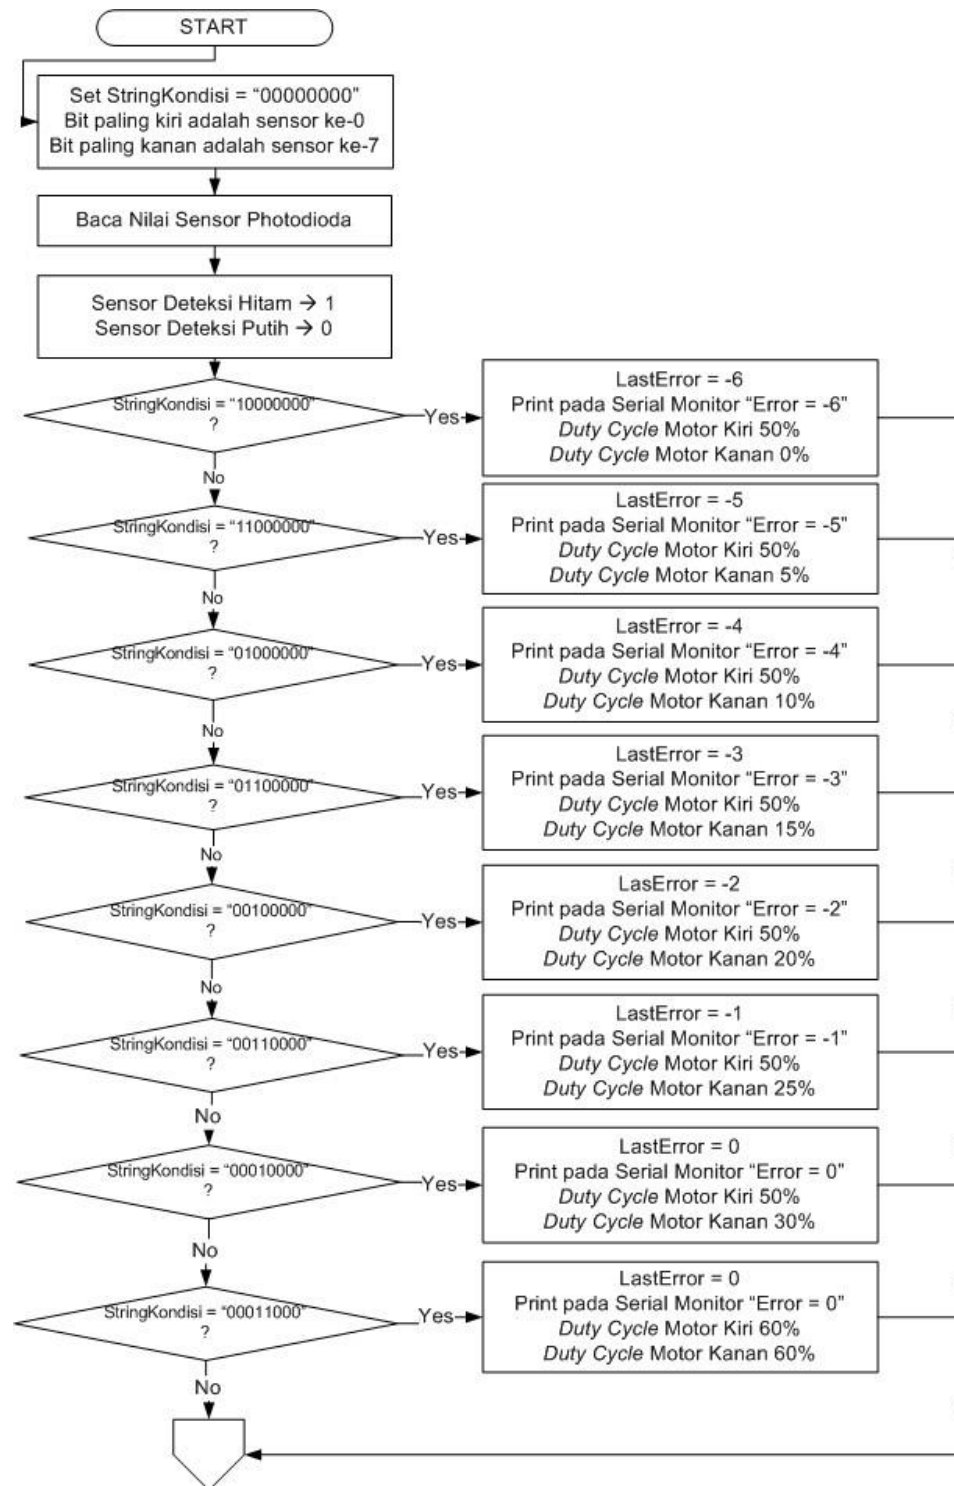 START
Set StringKondisi = “00000000”
Bit paling kiri adalah sensor ke-0
Bit paling kanan adalah sensor ke-7
Baca Nilai Sensor Photodioda
Sensor Deteksi Hitam → 1
Sensor Deteksi Putih → 0
StringKondisi = “10000000”
?
Yes
LastError = -6
Print pada Serial Monitor “Error = -6”
Duty Cycle Motor Kiri 50%
Duty Cycle Motor Kanan 0%
No
StringKondisi = “11000000”
?
Yes
LastError = -5
Print pada Serial Monitor “Error = -5”
Duty Cycle Motor Kiri 50%
Duty Cycle Motor Kanan 5%
No
StringKondisi = “01000000”
?
Yes
LastError = -4
Print pada Serial Monitor “Error = -4”
Duty Cycle Motor Kiri 50%
Duty Cycle Motor Kanan 10%
No
StringKondisi = “01100000”
?
Yes
LastError = -3
Print pada Serial Monitor “Error = -3”
Duty Cycle Motor Kiri 50%
Duty Cycle Motor Kanan 15%
No
StringKondisi = “00100000”
?
Yes
LasError = -2
Print pada Serial Monitor “Error = -2”
Duty Cycle Motor Kiri 50%
Duty Cycle Motor Kanan 20%
No
StringKondisi = “00110000”
?
Yes
LastError = -1
Print pada Serial Monitor “Error = -1”
Duty Cycle Motor Kiri 50%
Duty Cycle Motor Kanan 25%
No
StringKondisi = “00010000”
?
Yes
LastError = 0
Print pada Serial Monitor “Error = 0”
Duty Cycle Motor Kiri 50%
Duty Cycle Motor Kanan 30%
No
StringKondisi = “00011000”
?
Yes
LastError = 0
Print pada Serial Monitor “Error = 0”
Duty Cycle Motor Kiri 60%
Duty Cycle Motor Kanan 60%
No